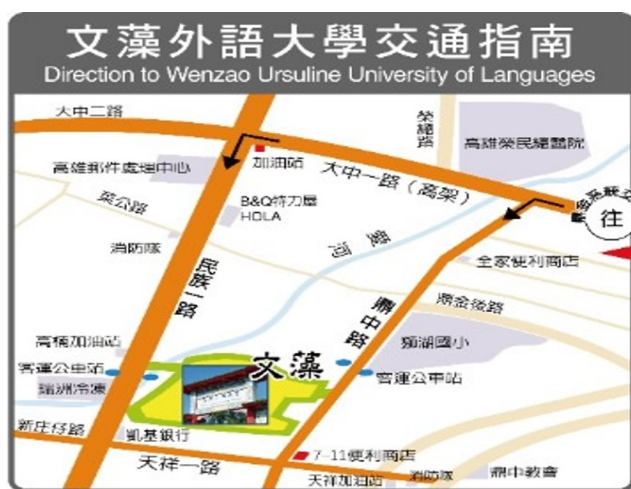 文藻外語大學交通指南
Direction to Wenzao Ursuline University of Languages
大中二路
榮總路
高雄榮民總醫院
加油站
高雄郵件處理中心
大中一路（高架）
往
菜公路
B&Q特力屋
HOLA
愛河
消防隊
全家便利商店
民族一路
鼎金後路
鼎中路
高楠加油站
獅湖國小
文藻
客運公車站
客運公車站
瑞洲冷凍
新庄仔路
凱基銀行
7-11便利商店
天祥一路
天祥加油站
消防隊
鼎中教會